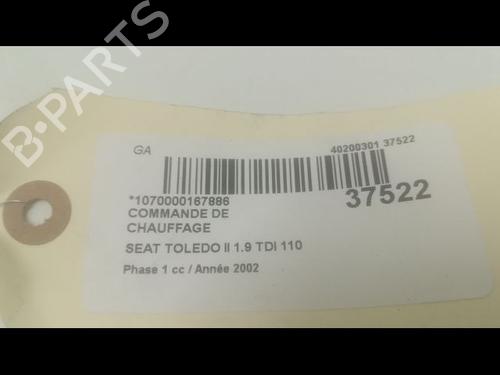 B-PARTS
GA
40200301 37522
*1070000167886
37522
COMMANDE DE
CHAUFFAGE
SEAT TOLEDO II 1.9 TDI 110
Phase 1 cc / Année 2002